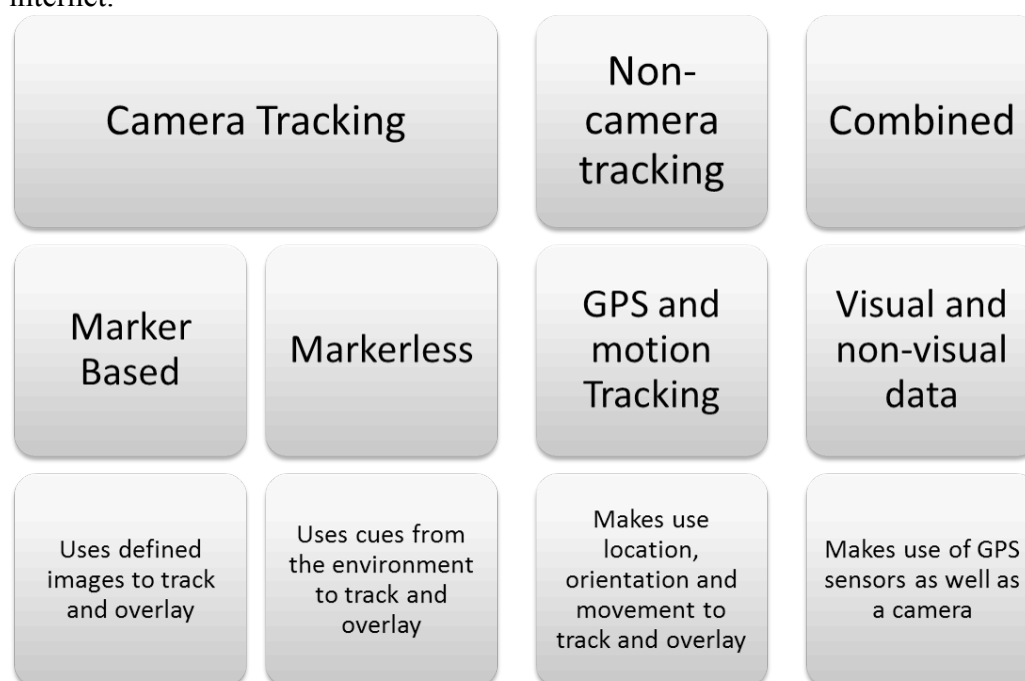 internet.
Camera Tracking
Non-
camera
tracking
Combined
Marker
Based
Markerless
GPS and
motion
Tracking
Visual and
non-visual
data
Uses defined
images to track
and overlay
Uses cues from
the environment
to track and
overlay
Makes use
location,
orientation and
movement to
track and overlay
Makes use of GPS
sensors as well as
a camera